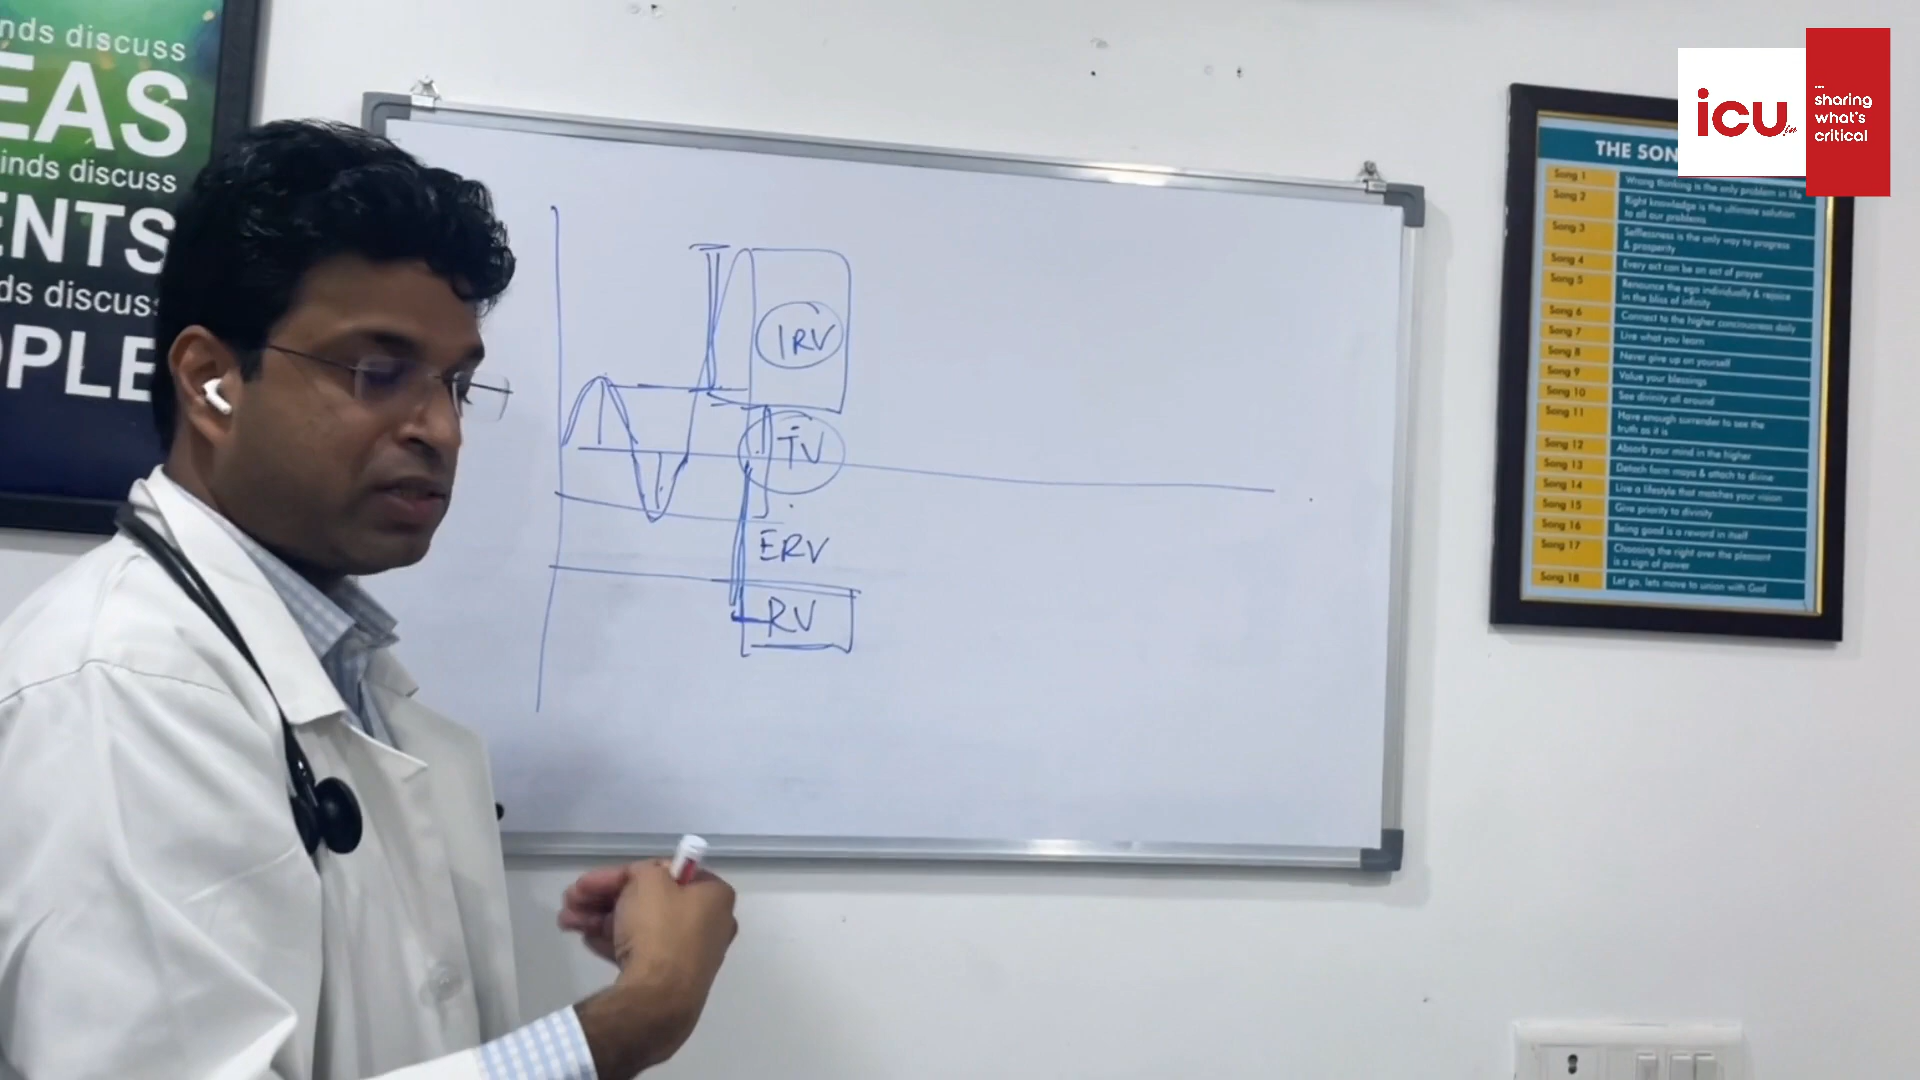 nds discuss
EAS
inds discuss
ENTS
ds discuss
OPLE
IRV
TV
ERV
RV
icu.in
...
sharing
what's
critical
THE SON
Song 1 Wrong thinking is the only problem in life
Song 2 Right knowledge is the ultimate solution
to all our problems
Song 3 Selflessness is the only way to progress
& prosperity
Song 4 Every act can be an act of prayer
Song 5 Renounce the ego individually & rejoice
in the bliss of infinity
Song 6 Connect to the higher consciousness daily
Song 7 Live what you learn
Song 8 Never give up on yourself
Song 9 Value your blessings
Song 10 See divinity all around
Song 11 Have enough surrender to see the
truth as it is
Song 12 Absorb your mind in the higher
Song 13 Detach from maya & attach to divine
Song 14 Live a lifestyle that matches your vision
Song 15 Give priority to divinity
Song 16 Being good is a reward in itself
Song 17 Choosing the right over the pleasant
is a sign of power
Song 18 Let go, lets move to union with God